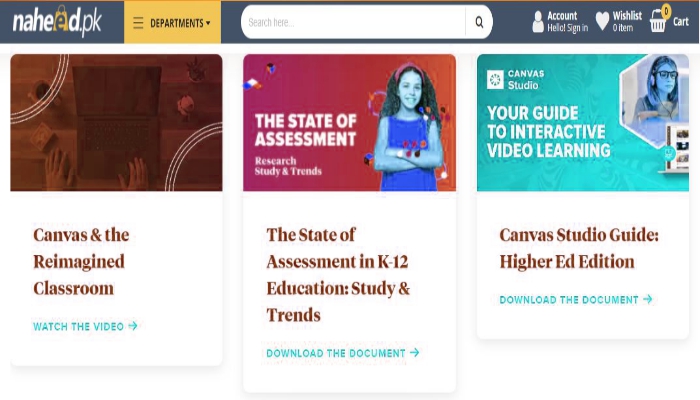 naheed.pk
DEPARTMENTS
Search here...
Account
Hello! Sign in
Wishlist
0 item
0
Cart
THE STATE OF
ASSESSMENT
Research
Study & Trends
CANVAS
Studio
YOUR GUIDE
TO INTERACTIVE
VIDEO LEARNING
Canvas & the
Reimagined
Classroom
WATCH THE VIDEO →
The State of
Assessment in K-12
Education: Study &
Trends
DOWNLOAD THE DOCUMENT →
Canvas Studio Guide:
Higher Ed Edition
DOWNLOAD THE DOCUMENT →